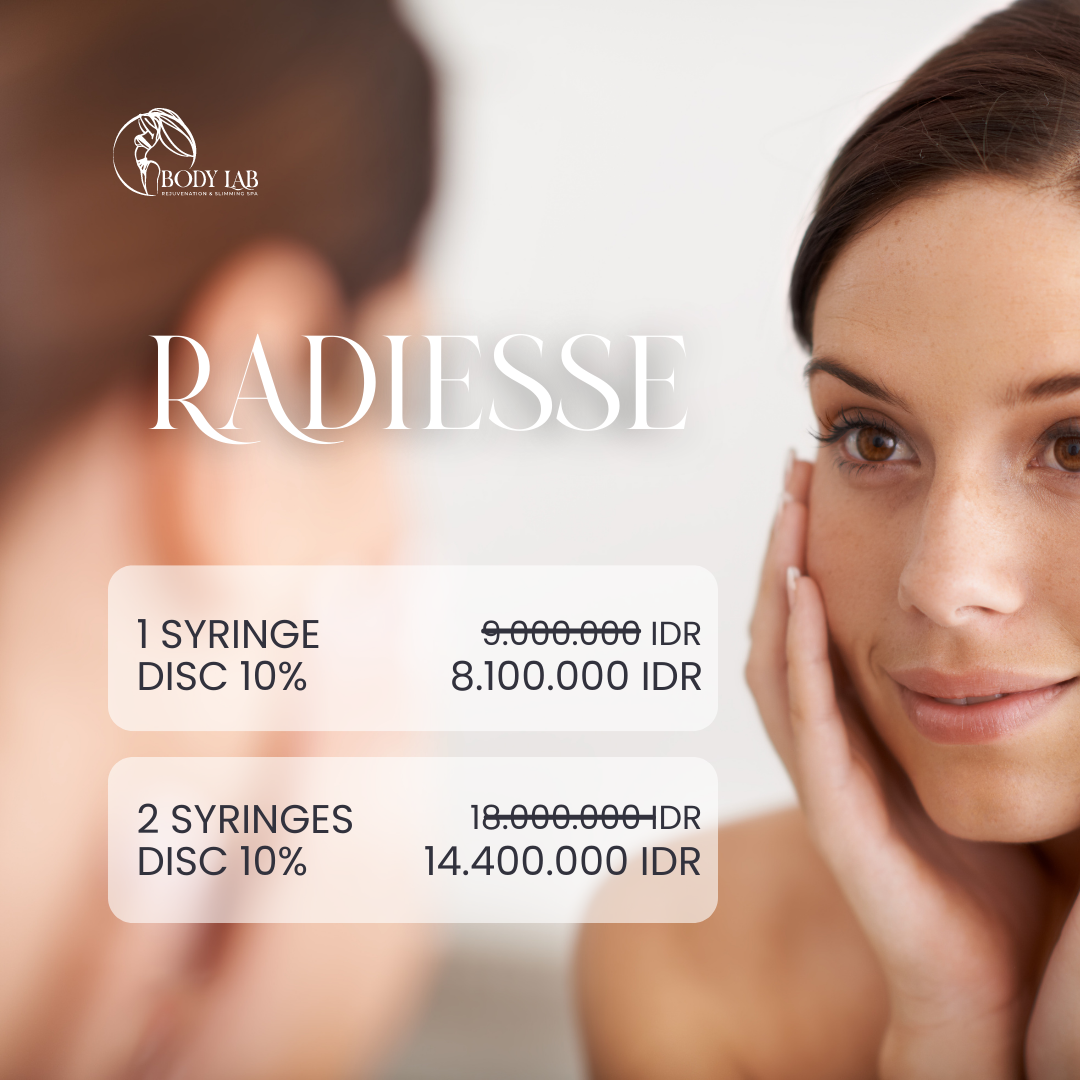 BODY LAB
REJUVENATION & SLIMMING SPA
RADIESSE
1 SYRINGE
DISC 10%
9.000.000 IDR
8.100.000 IDR
2 SYRINGES
DISC 10%
18.000.000 IDR
14.400.000 IDR